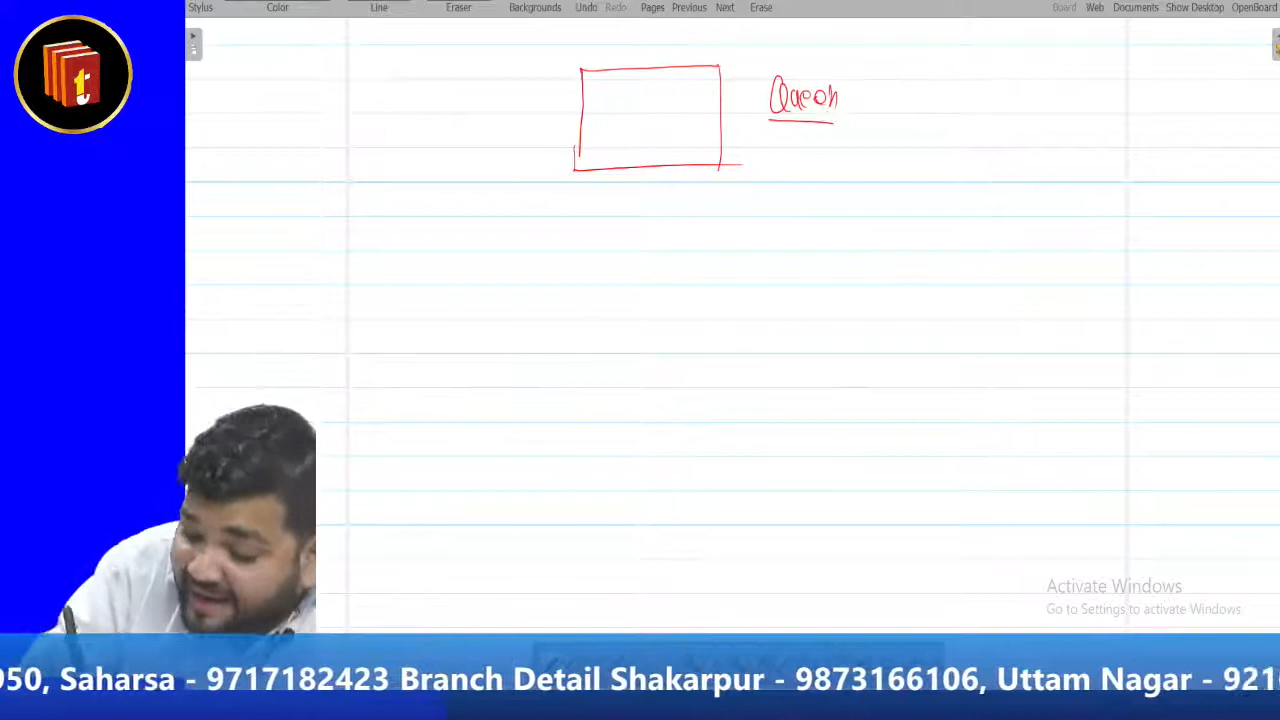 Stylus Color Line Eraser Backgrounds Undo Redo Pages Previous Next Erase Board Web Documents Show Desktop OpenBoard
t
Activate Windows
Go to Settings to activate Windows.
950, Saharsa - 9717182423 Branch Detail Shakarpur - 9873166106, Uttam Nagar - 921